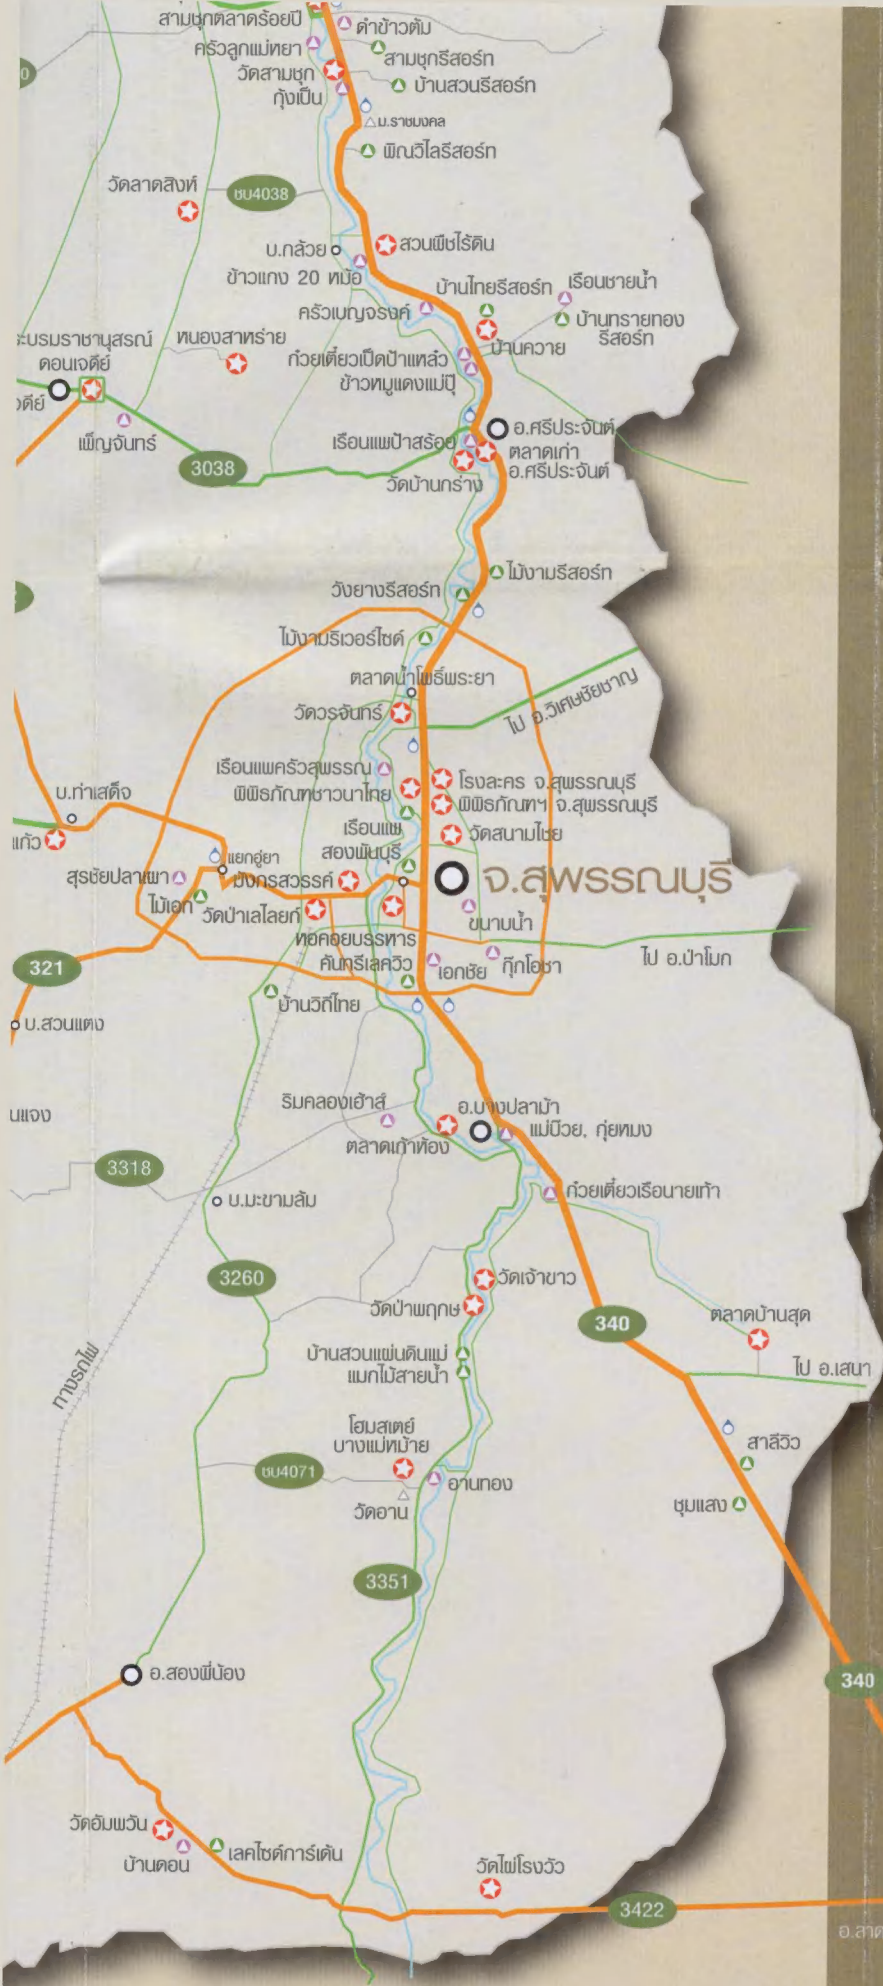 สามชุกตลาดร้อยปี
ดำข้าวต้ม
ครัวลูกแม่หยา
สามชุกรีสอร์ท
วัดสามชุก
บ้านสวนรีสอร์ท
กุ้งเป็น
ม.ราชมงคล
พิณวิไลรีสอร์ท
วัดลาดสิงห์
ชบ4038
บ.กล้วย
สวนพืชไร้ดิน
ข้าวแกง 20 หม้อ
บ้านไทยรีสอร์ท
เรือนชายน้ำ
ครัวเบญจรงค์
บ้านทรายทอง
รีสอร์ท
ะบรมราชานุสรณ์
ดอนเจดีย์
หนองสาหร่าย
บ้านควาย
ก๋วยเตี๋ยวเป็ดป้าแหล๋ว
ข้าวหมูแดงแม่ปุ๊
จดีย์
เพ็ญจันทร์
อ.ศรีประจันต์
เรือนแพป้าสร้อย
ตลาดเก่า
อ.ศรีประจันต์
3038
วัดบ้านกร่าง
ไม้งามรีสอร์ท
วังยางรีสอร์ท
ไม้งามริเวอร์ไซด์
ตลาดน้ำโพธิ์พระยา
วัดวรจันทร์
ไป อ.วิเศษชัยชาญ
เรือนแพครัวสุพรรณ
โรงละคร จ.สุพรรณบุรี
พิพิธภัณฑชาวนาไทย
พิพิธภัณฑฯ จ.สุพรรณบุรี
บ.ท่าเสด็จ
เรือนแพ
สองพันบุรี
วัดสนามไชย
แก้ว
แยกอู่ยา
สุรชัยปลาเผา
มังกรสวรรค์
จ.สุพรรณบุรี
ไม้เอก
วัดป่าเลไลยก์
ขนาบน้ำ
หอคอยบรรหาร
คันทรีเลควิว
เอกชัย
กุ๊กโอชา
ไป อ.ป่าโมก
321
บ้านวิถีไทย
บ.สวนแตง
ริมคลองเฮ้าส์
อ.บางปลาม้า
นแจง
แม่บ๊วย, กุ่ยหมง
ตลาดเก้าห้อง
3318
ก๋วยเตี๋ยวเรือนายเท้า
บ.มะขามล้ม
3260
วัดเจ้าขาว
วัดป่าพฤกษ
340
ตลาดบ้านสุด
ทางรถไฟ
บ้านสวนแผ่นดินแม่
แมกไม้สายน้ำ
ไป อ.เสนา
โฮมสเตย์
บางแม่หม้าย
สาลีวิว
ชบ4071
อานทอง
วัดอาน
ชุมแสง
3351
อ.สองพี่น้อง
340
วัดอัมพวัน
บ้านดอน
เลคไซด์การ์เด้น
วัดไผ่โรงวัว
3422